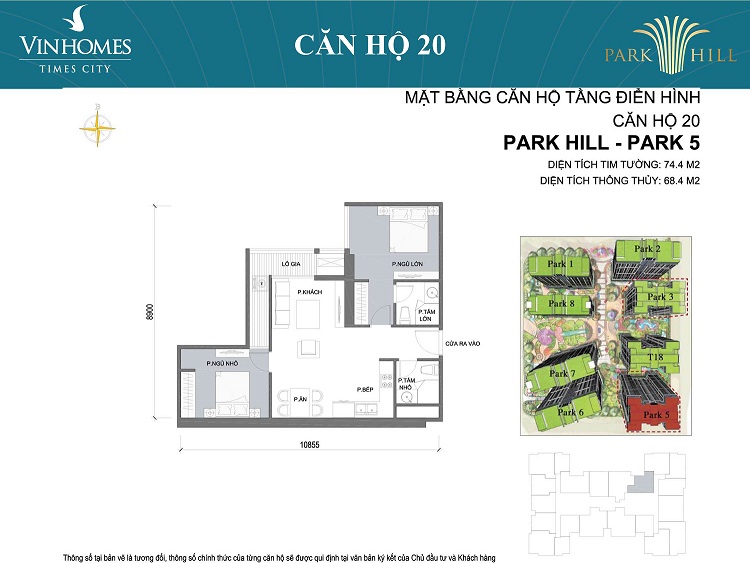 VINHOMES
TIMES CITY
CĂN HỘ 20
PARK HILL
MẶT BẰNG CĂN HỘ TẦNG ĐIỂN HÌNH
CĂN HỘ 20
PARK HILL - PARK 5
DIỆN TÍCH TIM TƯỜNG: 74.4 M2
DIỆN TÍCH THÔNG THỦY: 68.4 M2
LÔ GIA
P.NGỦ LỚN
P.KHÁCH
P.TẮM
LỚN
CỬA RA VÀO
P.NGỦ NHỎ
P.TẮM
NHỎ
P.BẾP
P.ĂN
8900
10855
Park 1
Park 2
Park 3
Park 8
T18
Park 7
Park 6
Park 5
Thông số tại bản vẽ là tương đối, thông số chính thức của từng căn hộ sẽ được qui định tại văn bản ký kết của Chủ đầu tư và Khách hàng